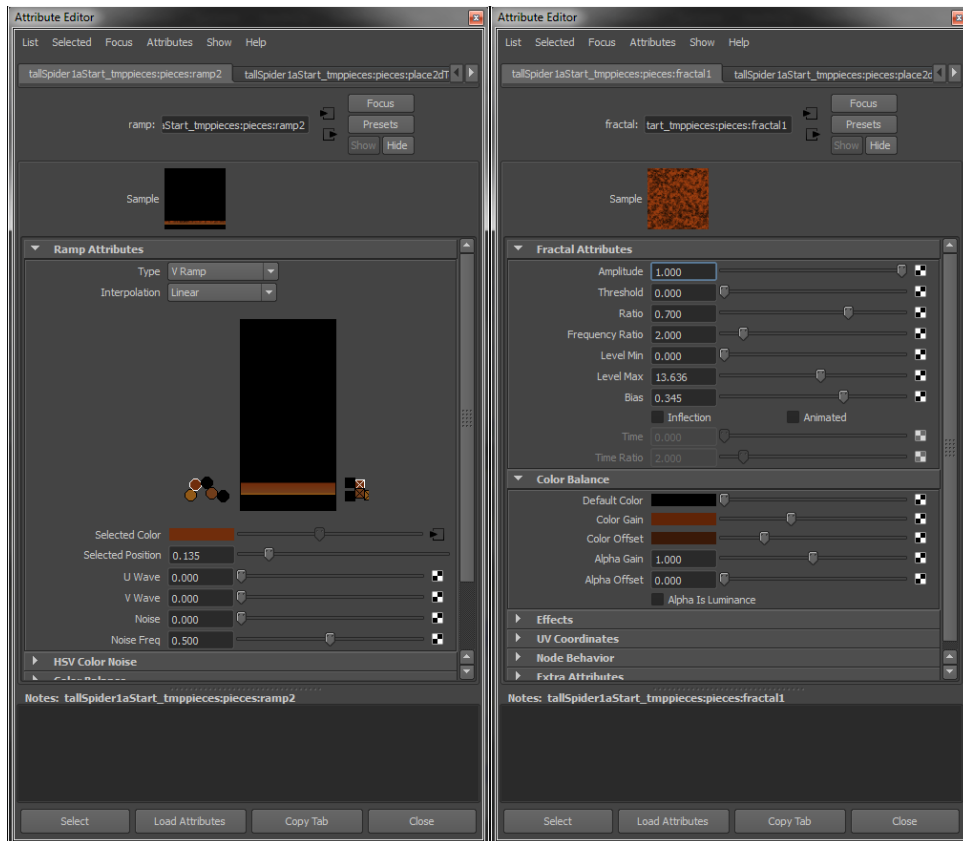 Attribute Editor
List Selected Focus Attributes Show Help
tallSpider1aStart_tmppieces:pieces:ramp2 tallSpider1aStart_tmppieces:pieces:place2dT
Focus
ramp: iStart_tmppieces:pieces:ramp2 Presets
Show Hide
Sample
Ramp Attributes
Type V Ramp
Interpolation Linear
Selected Color
Selected Position 0.135
U Wave 0.000
V Wave 0.000
Noise 0.000
Noise Freq 0.500
HSV Color Noise
Color Balance
Notes: tallSpider1aStart_tmppieces:pieces:ramp2
Select Load Attributes Copy Tab Close
Attribute Editor
List Selected Focus Attributes Show Help
tallSpider1aStart_tmppieces:pieces:fractal1 tallSpider1aStart_tmppieces:pieces:place2d
Focus
fractal: tart_tmppieces:pieces:fractal1 Presets
Show Hide
Sample
Fractal Attributes
Amplitude 1.000
Threshold 0.000
Ratio 0.700
Frequency Ratio 2.000
Level Min 0.000
Level Max 13.636
Bias 0.345
Inflection Animated
Time 0.000
Time Ratio 2.000
Color Balance
Default Color
Color Gain
Color Offset
Alpha Gain 1.000
Alpha Offset 0.000
Alpha Is Luminance
Effects
UV Coordinates
Node Behavior
Extra Attributes
Notes: tallSpider1aStart_tmppieces:pieces:fractal1
Select Load Attributes Copy Tab Close